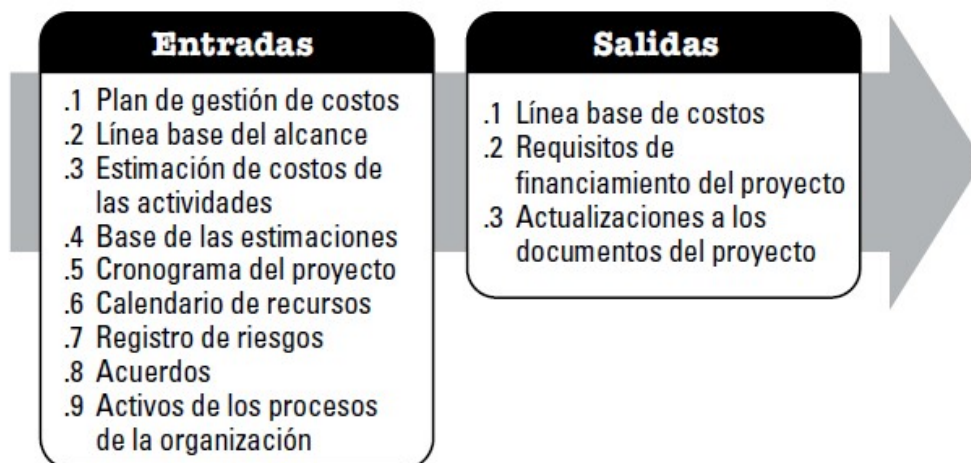 Entradas
.1 Plan de gestión de costos
.2 Línea base del alcance
.3 Estimación de costos de
las actividades
.4 Base de las estimaciones
.5 Cronograma del proyecto
.6 Calendario de recursos
.7 Registro de riesgos
.8 Acuerdos
.9 Activos de los procesos
de la organización
Salidas
.1 Línea base de costos
.2 Requisitos de
financiamiento del proyecto
.3 Actualizaciones a los
documentos del proyecto